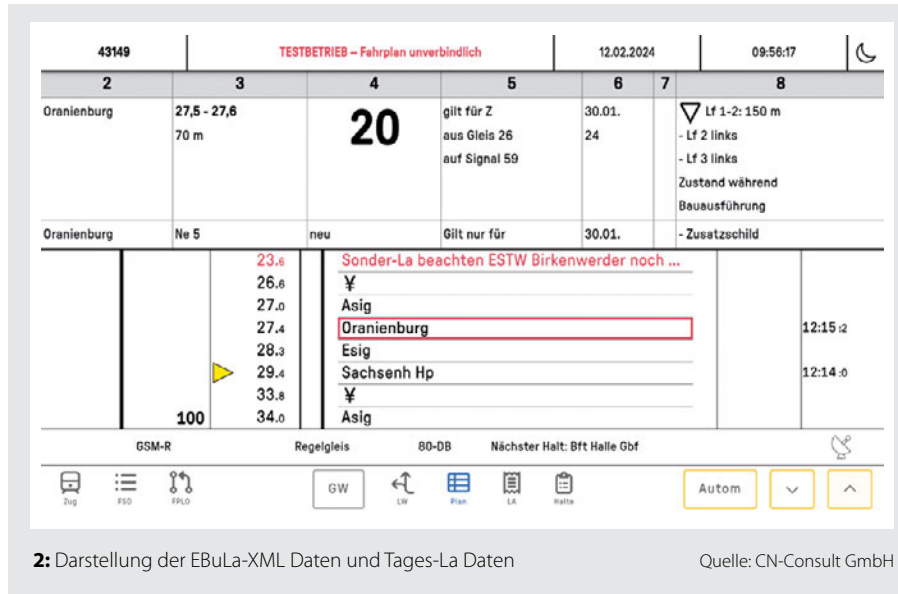 43149 TESTBETRIEB – Fahrplan unverbindlich 12.02.2024 09:56:17
2 3 4 5 6 7 8
Oranienburg 27,5 - 27,6 20 gilt für Z 30.01. Lf 1-2: 150 m
70 m aus Gleis 26 24 - Lf 2 links
auf Signal 59 - Lf 3 links
Zustand während
Bauausführung
Oranienburg Ne 5 neu Gilt nur für 30.01. - Zusatzschild
23.6 Sonder-La beachten ESTW Birkenwerder noch ...
26.6 ¥
27.0 Asig
27.4 Oranienburg 12:15 :2
28.3 Esig
29.4 Sachsenh Hp 12:14 :0
33.8 ¥
100 34.0 Asig
GSM-R Regelgleis 80-DB Nächster Halt: Bft Halle Gbf
GW Autom
Zug FSD FPLO LW Plan LA Halte
2: Darstellung der EBuLa-XML Daten und Tages-La Daten Quelle: CN-Consult GmbH